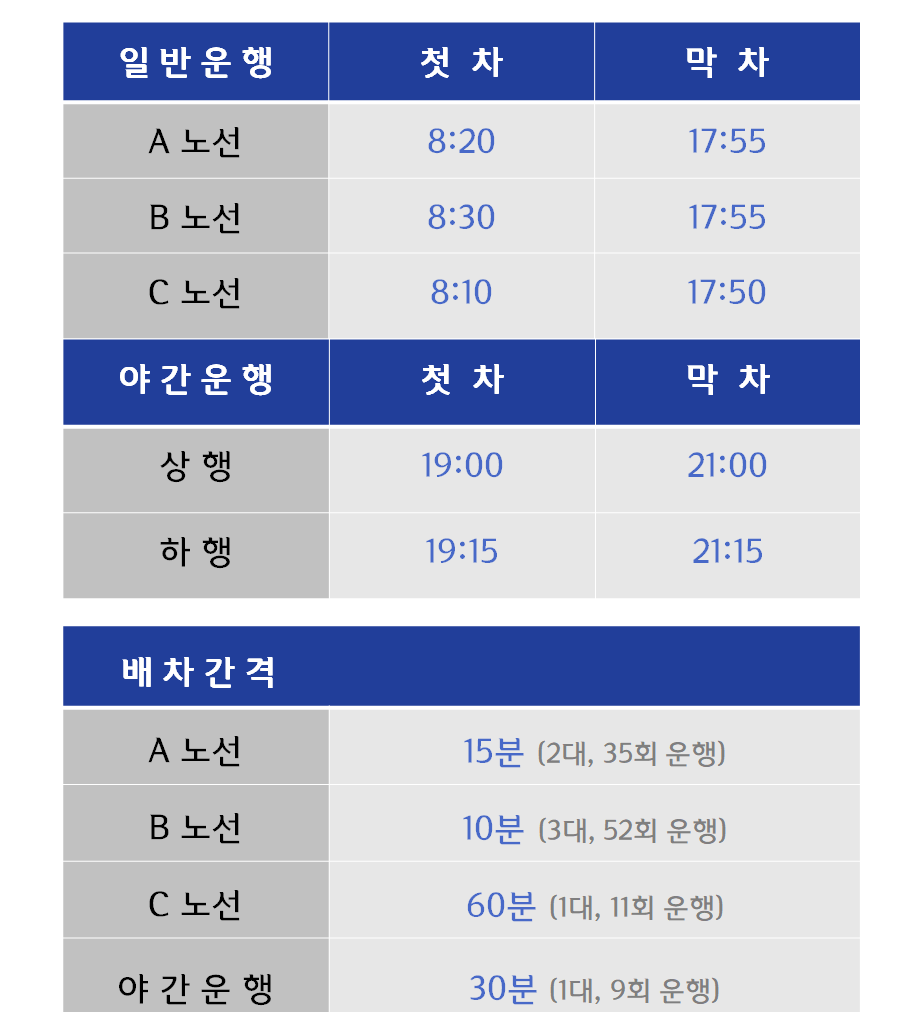 일반운행 첫 차 막 차
A 노선 8:20 17:55
B 노선 8:30 17:55
C 노선 8:10 17:50
야간운행 첫 차 막 차
상 행 19:00 21:00
하 행 19:15 21:15
배차간격
A 노선 15분 (2대, 35회 운행)
B 노선 10분 (3대, 52회 운행)
C 노선 60분 (1대, 11회 운행)
야간운행 30분 (1대, 9회 운행)